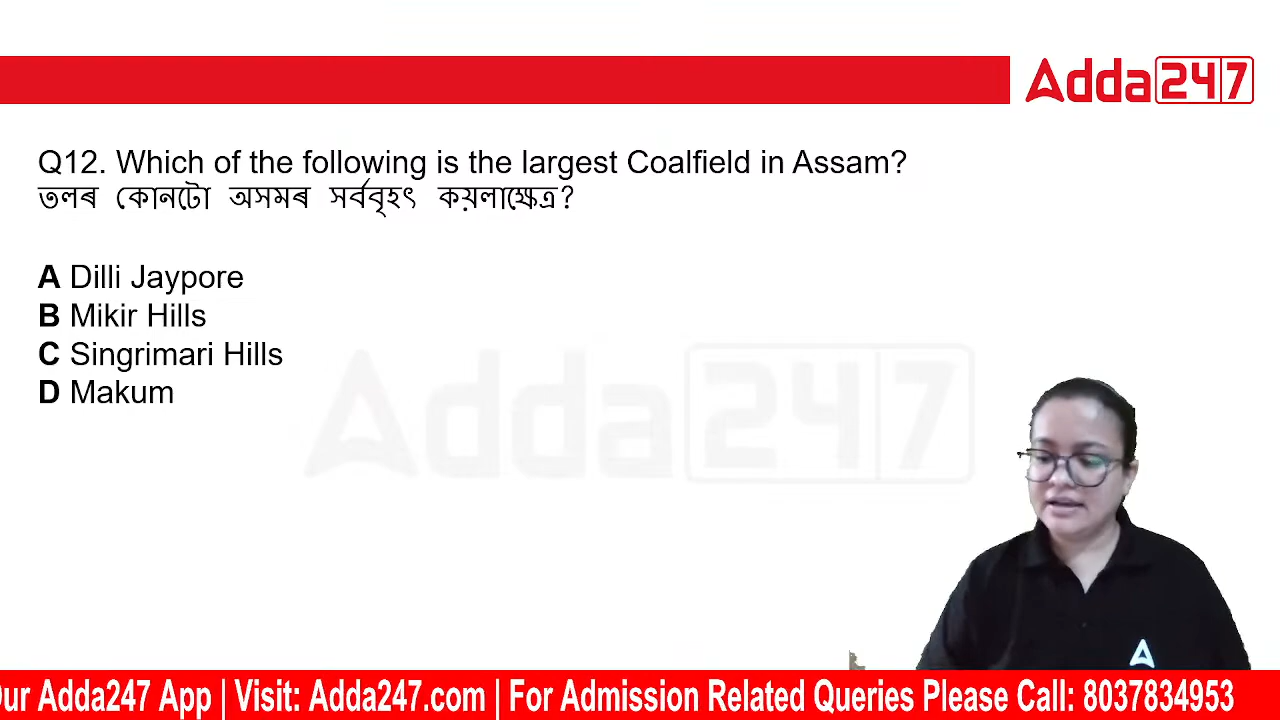 Adda247
Q12. Which of the following is the largest Coalfield in Assam?
তলৰ কোনটো অসমৰ সৰ্ববৃহৎ কয়লাক্ষেত্ৰ?
A Dilli Jaypore
B Mikir Hills
C Singrimari Hills
D Makum
Adda247
Our Adda247 App | Visit: Adda247.com | For Admission Related Queries Please Call: 8037834953